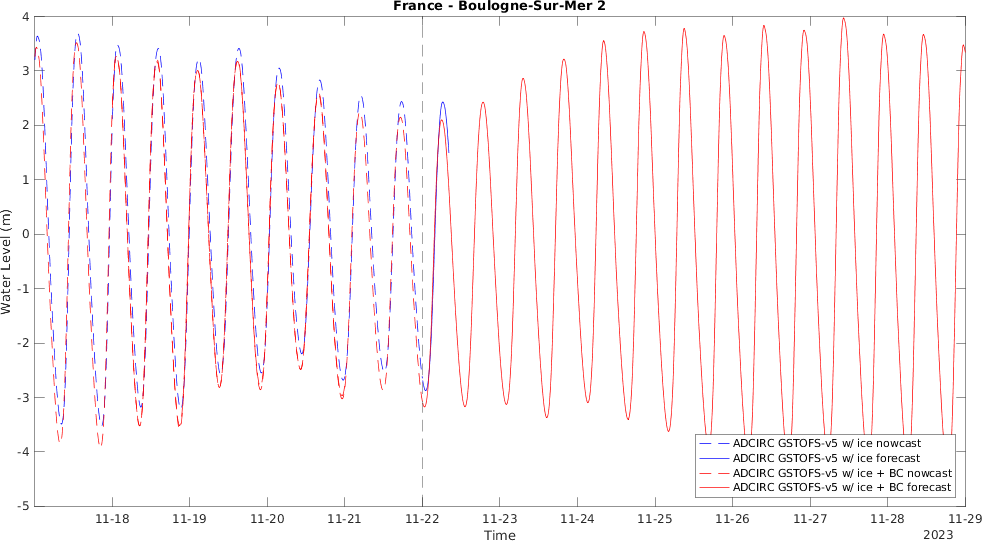 France - Boulogne-Sur-Mer 2
4
3
2
1
0
-1
-2
-3
-4
-5
Water Level (m)
ADCIRC GSTOFS-v5 w/ ice nowcast
ADCIRC GSTOFS-v5 w/ ice forecast
ADCIRC GSTOFS-v5 w/ ice + BC nowcast
ADCIRC GSTOFS-v5 w/ ice + BC forecast
11-18 11-19 11-20 11-21 11-22 11-23 11-24 11-25 11-26 11-27 11-28 11-29
Time
2023